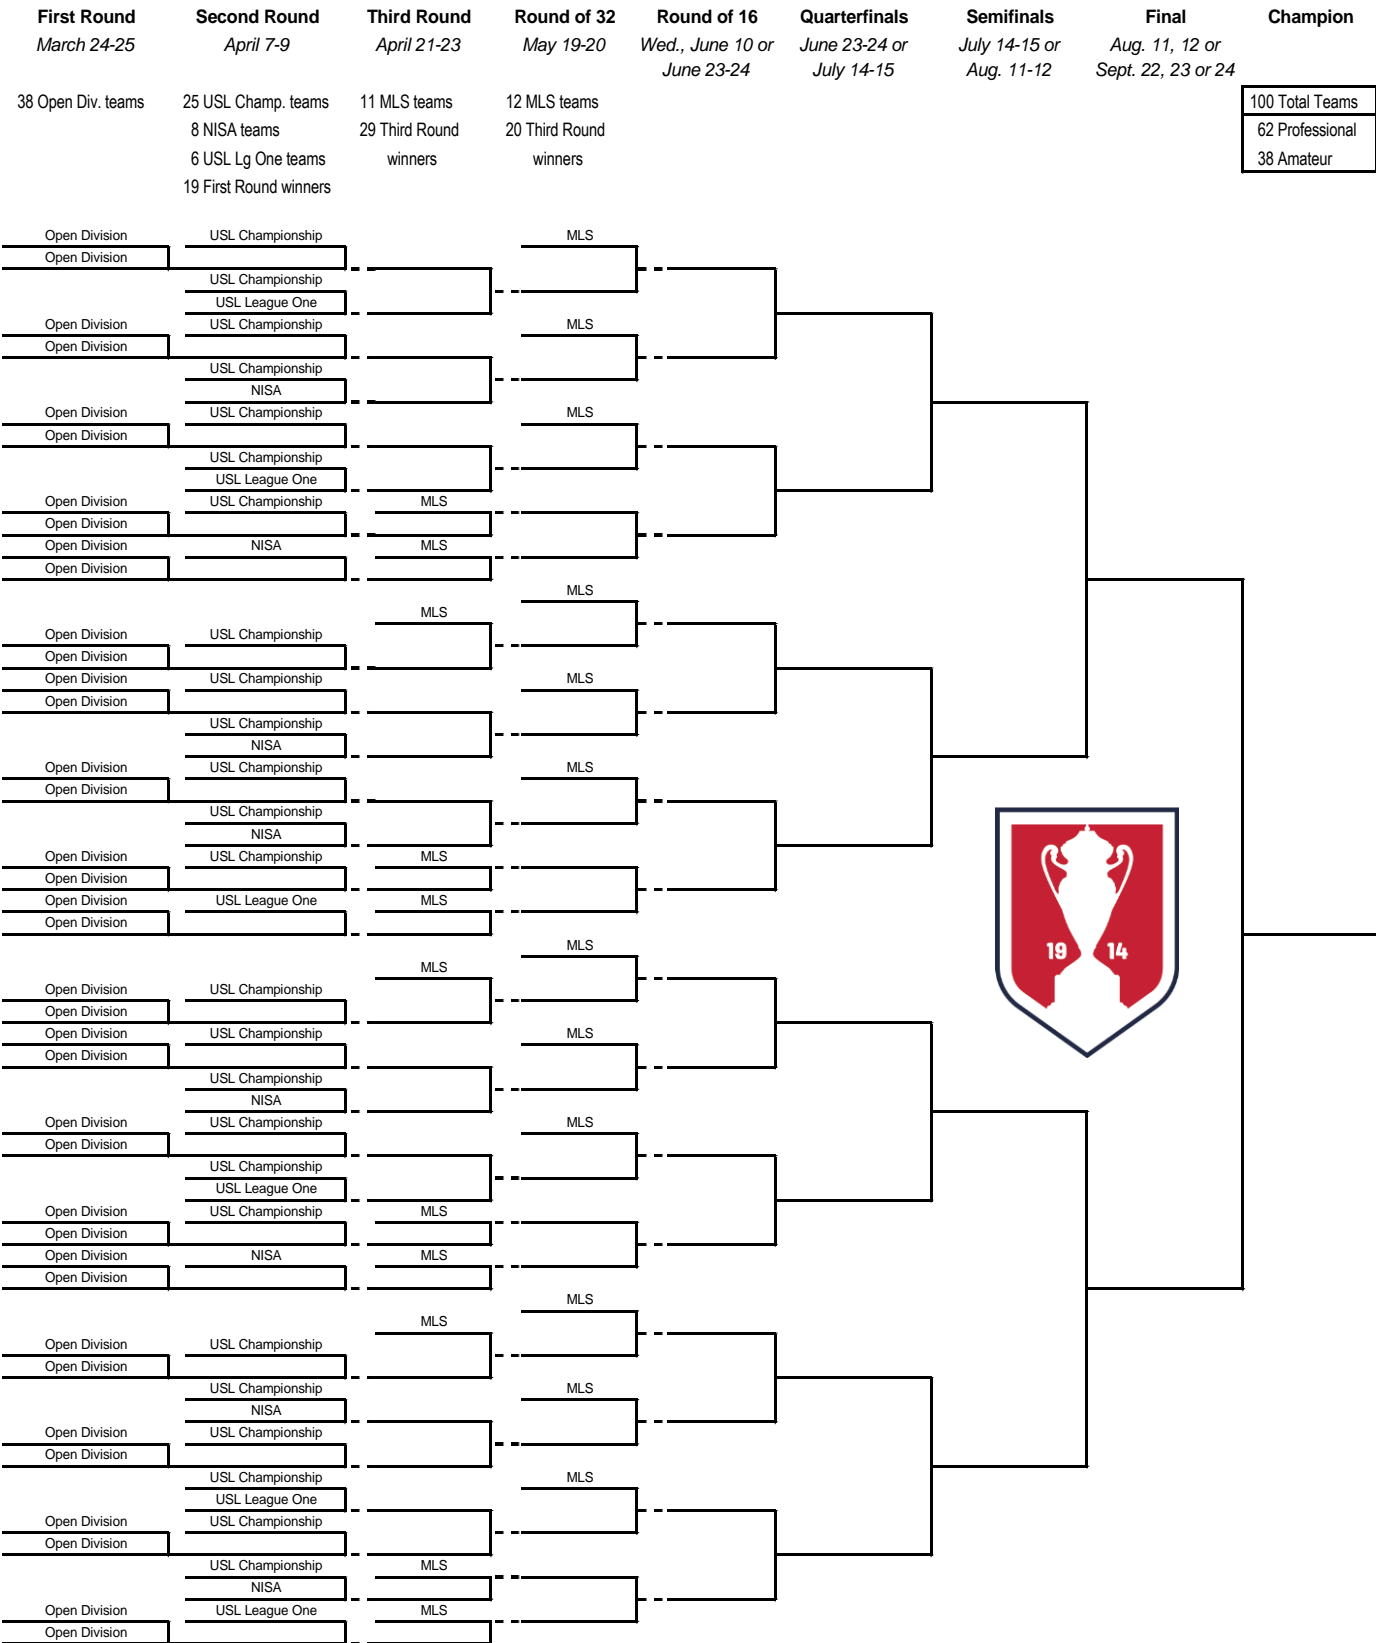 First Round Second Round Third Round Round of 32 Round of 16 Quarterfinals Semifinals Final Champion
March 24-25 April 7-9 April 21-23 May 19-20 Wed., June 10 or June 23-24 or July 14-15 or Aug. 11, 12 or
June 23-24 July 14-15 Aug. 11-12 Sept. 22, 23 or 24
38 Open Div. teams 25 USL Champ. teams 11 MLS teams 12 MLS teams 100 Total Teams
8 NISA teams 29 Third Round 20 Third Round 62 Professional
6 USL Lg One teams winners winners 38 Amateur
19 First Round winners
Open Division USL Championship MLS
Open Division
USL Championship
USL League One
Open Division USL Championship MLS
Open Division
USL Championship
NISA
Open Division USL Championship MLS
Open Division
USL Championship
USL League One
Open Division USL Championship MLS
Open Division
Open Division NISA MLS
Open Division
MLS
MLS
Open Division USL Championship
Open Division
Open Division USL Championship MLS
Open Division
USL Championship
NISA
Open Division USL Championship MLS
Open Division
USL Championship
NISA
Open Division USL Championship MLS
Open Division
Open Division USL League One MLS
Open Division
MLS
19 14
MLS
Open Division USL Championship
Open Division
Open Division USL Championship MLS
Open Division
USL Championship
NISA
Open Division USL Championship MLS
Open Division
USL Championship
USL League One
Open Division USL Championship MLS
Open Division
Open Division NISA MLS
Open Division
MLS
MLS
Open Division USL Championship
Open Division
USL Championship MLS
NISA
Open Division USL Championship
Open Division
USL Championship MLS
USL League One
Open Division USL Championship
Open Division
USL Championship MLS
NISA
Open Division USL League One MLS
Open Division